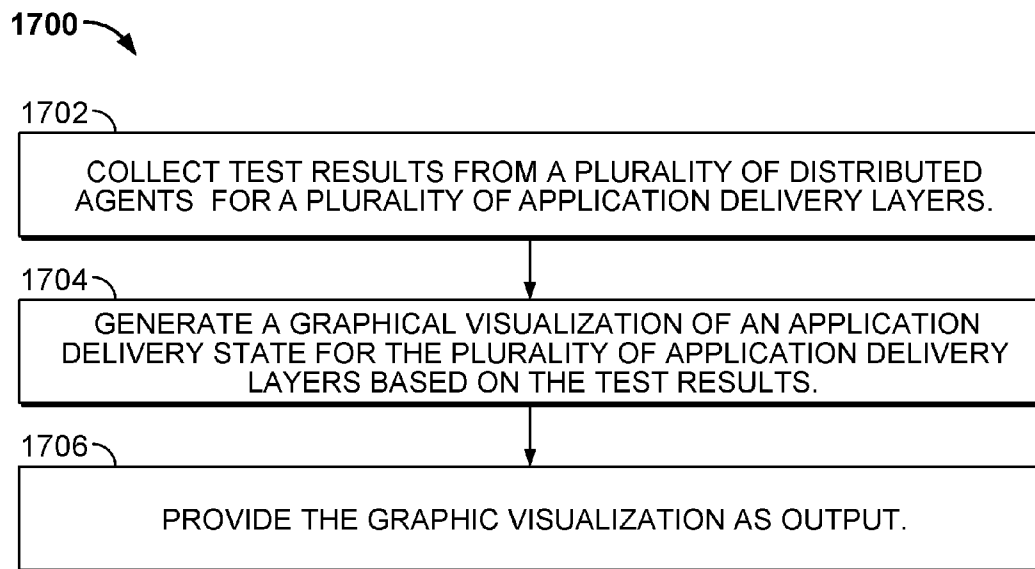 1700
1702
COLLECT TEST RESULTS FROM A PLURALITY OF DISTRIBUTED
AGENTS FOR A PLURALITY OF APPLICATION DELIVERY LAYERS.
1704
GENERATE A GRAPHICAL VISUALIZATION OF AN APPLICATION
DELIVERY STATE FOR THE PLURALITY OF APPLICATION DELIVERY
LAYERS BASED ON THE TEST RESULTS.
1706
PROVIDE THE GRAPHIC VISUALIZATION AS OUTPUT.